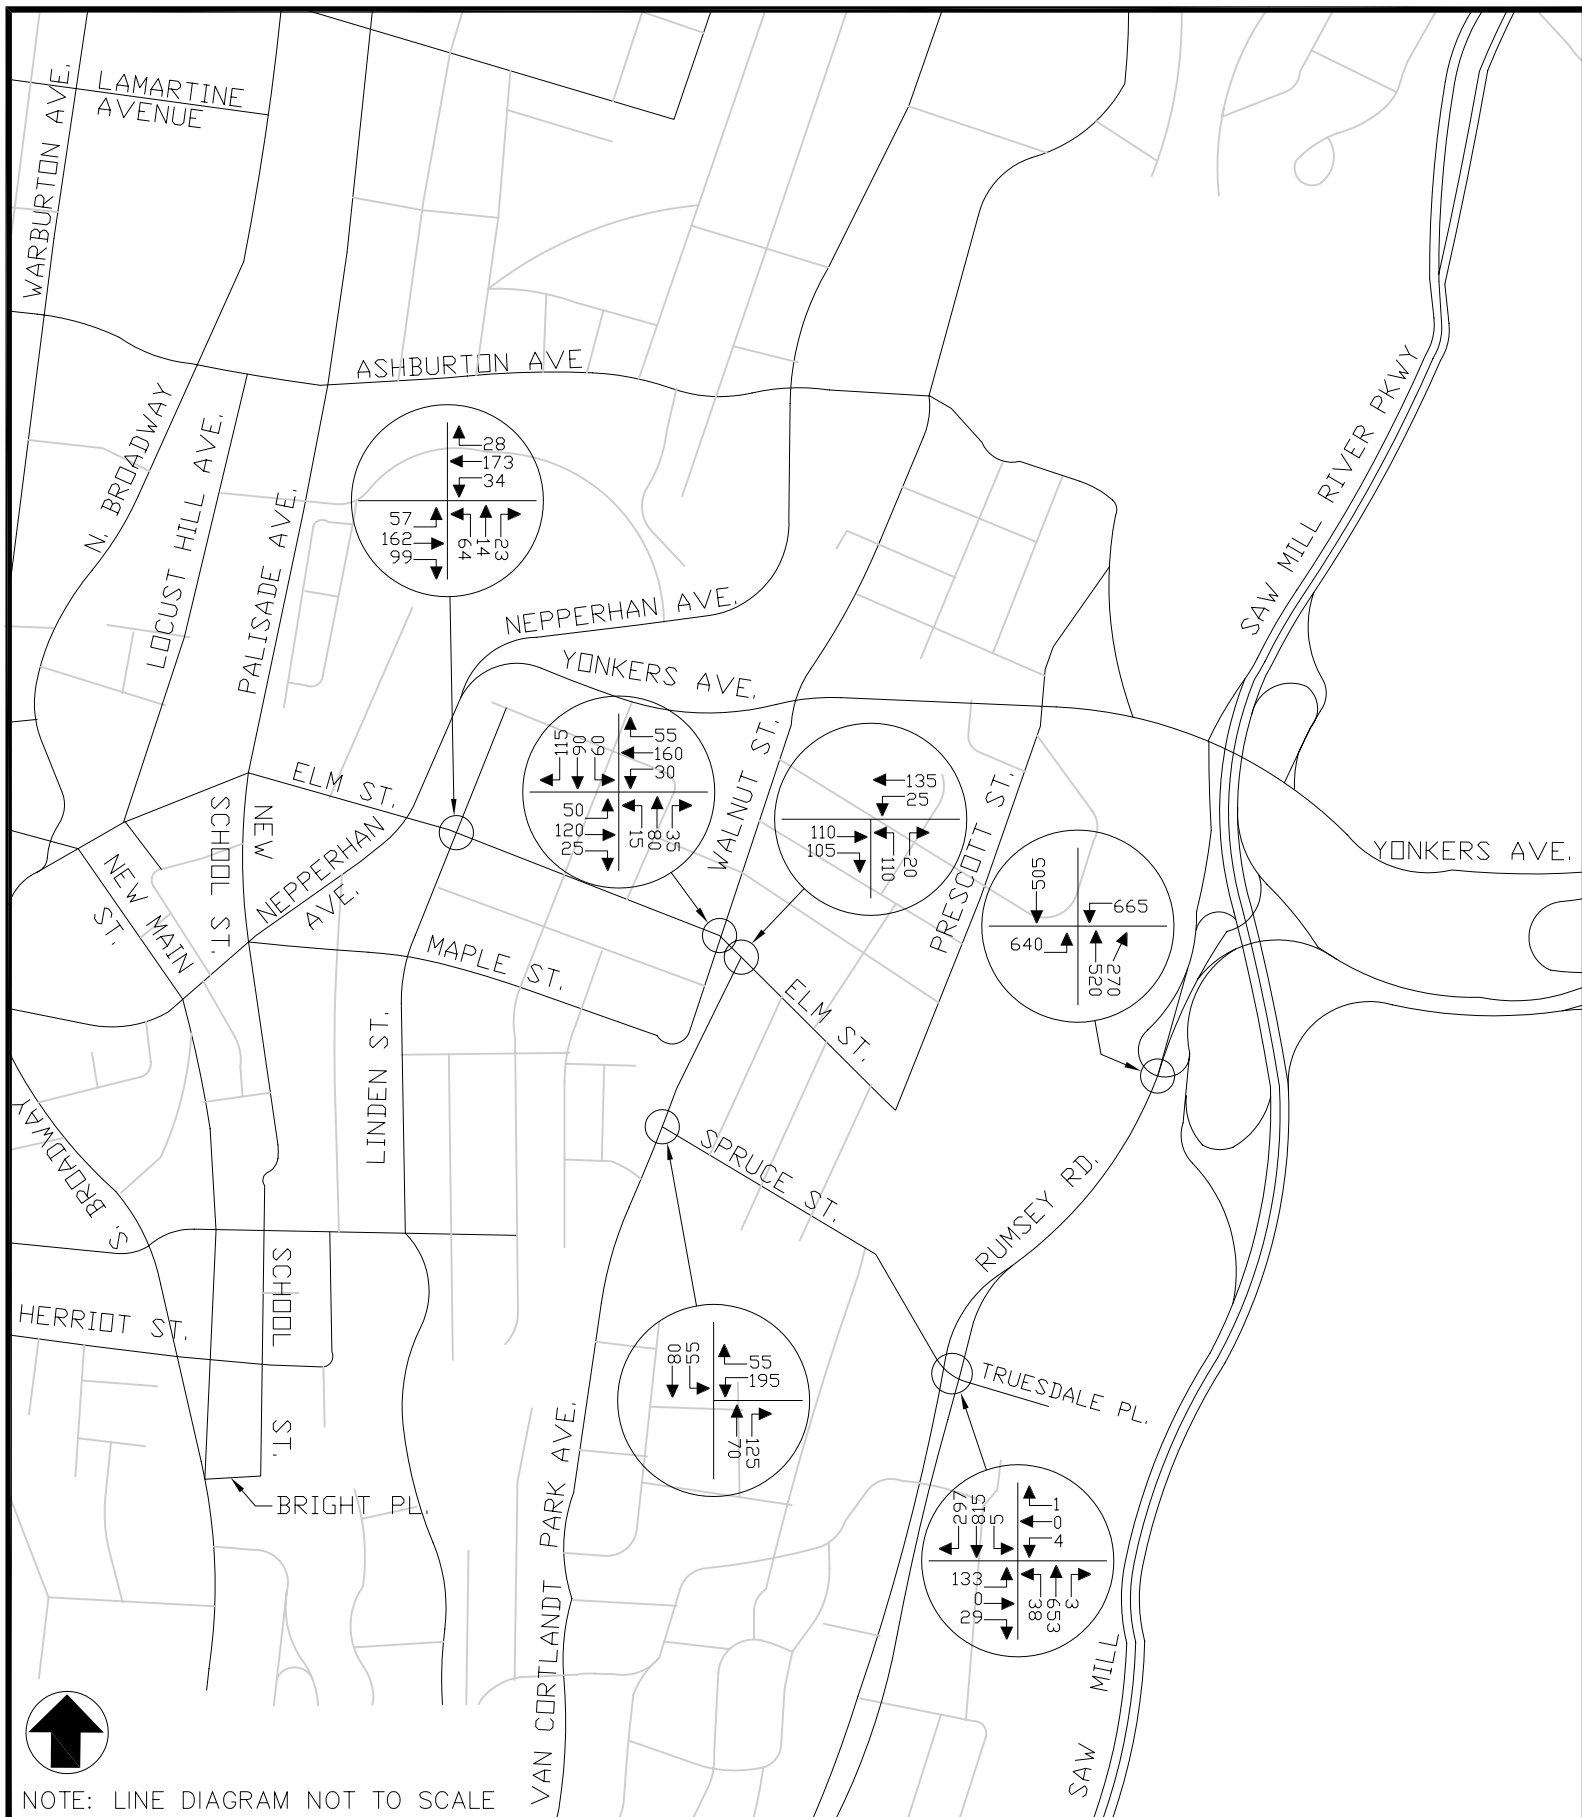 LAMARTINE
AVENUE
WARBURTON AVE.
ASHBURTON AVE
N. BROADWAY
LOCUST HILL AVE.
PALISADE AVE.
28
173
34
57
162
99
64
14
23
NEPPERHAN AVE.
YONKERS AVE.
SAW MILL RIVER PKWY
ELM ST.
115
90
60
55
160
30
50
120
25
15
80
35
WALNUT ST.
135
25
110
105
110
20
PRESCOTT ST.
505
665
640
520
270
YONKERS AVE.
NEW
SCHOOL ST.
NEPPERHAN
AVE.
NEW MAIN
ST.
MAPLE ST.
ELM ST.
LINDEN ST.
S. BROADWAY
SPRUCE ST.
RUMSEY RD.
HERRIOT ST.
SCHOOL
ST.
80
55
55
195
70
125
TRUESDALE PL.
BRIGHT PL.
VAN CORTLANDT PARK AVE.
297
815
5
1
0
4
133
0
29
38
653
3
SAW MILL
NOTE: LINE DIAGRAM NOT TO SCALE